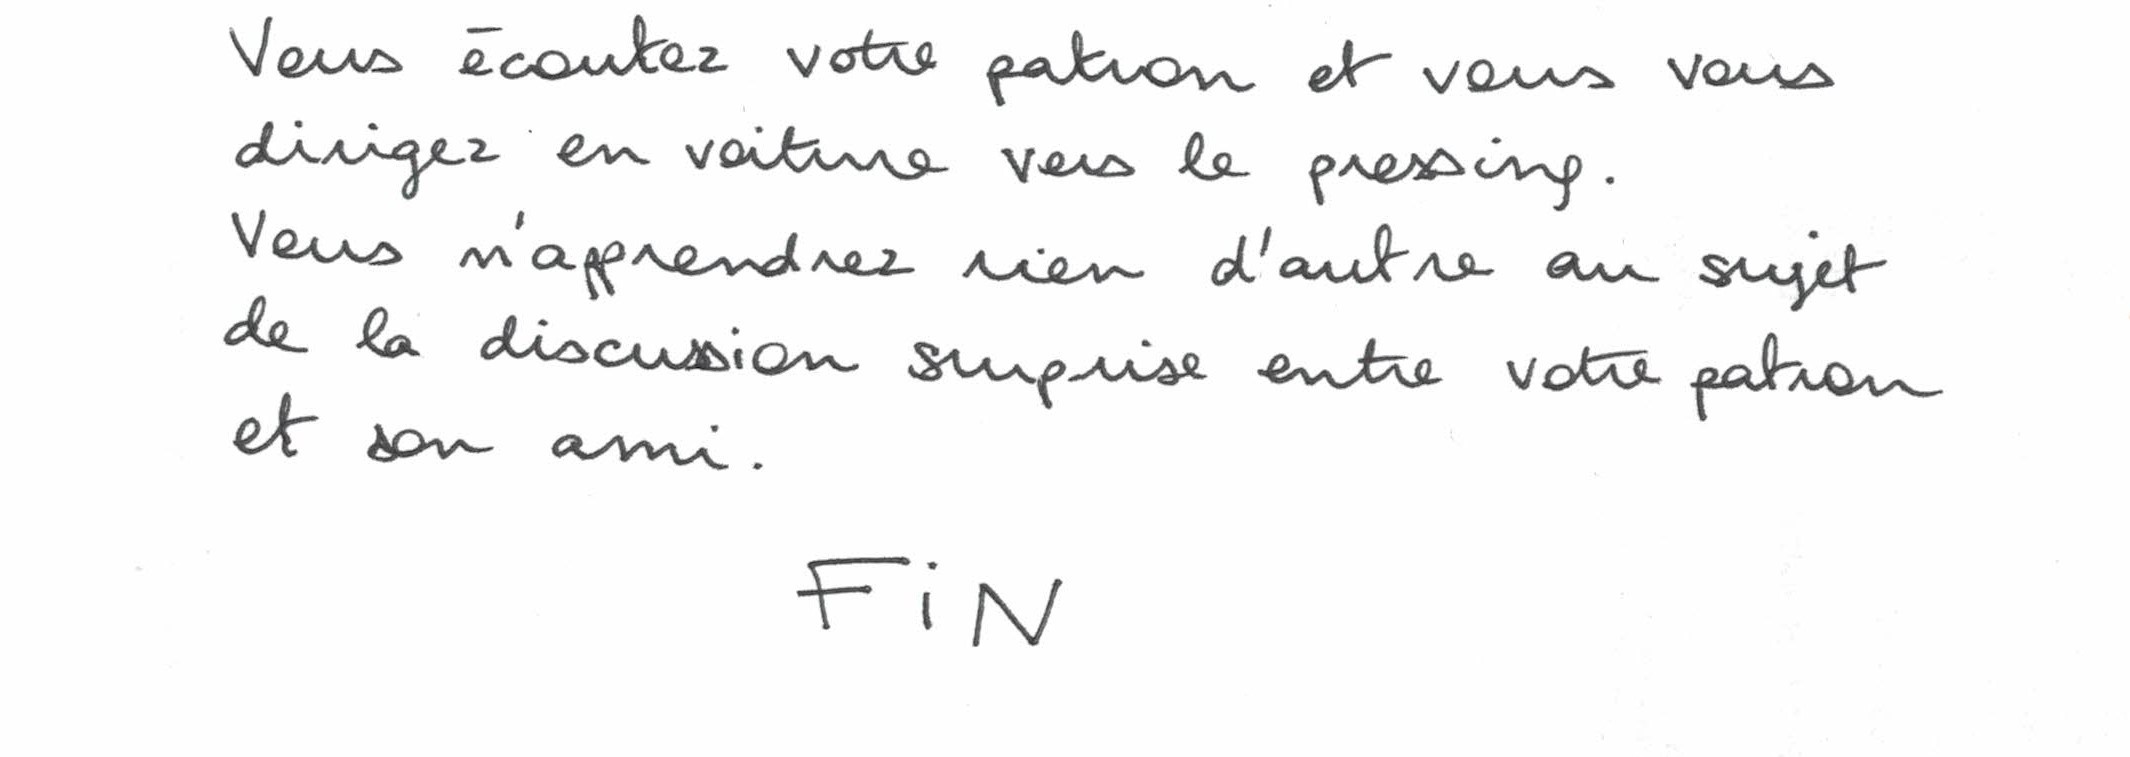 Vous écoutez votre patron et vous vous
dirigez en voiture vers le pressing.
Vous n'apprendrez rien d'autre au sujet
de la discussion surprise entre votre patron
et son ami.
FiN